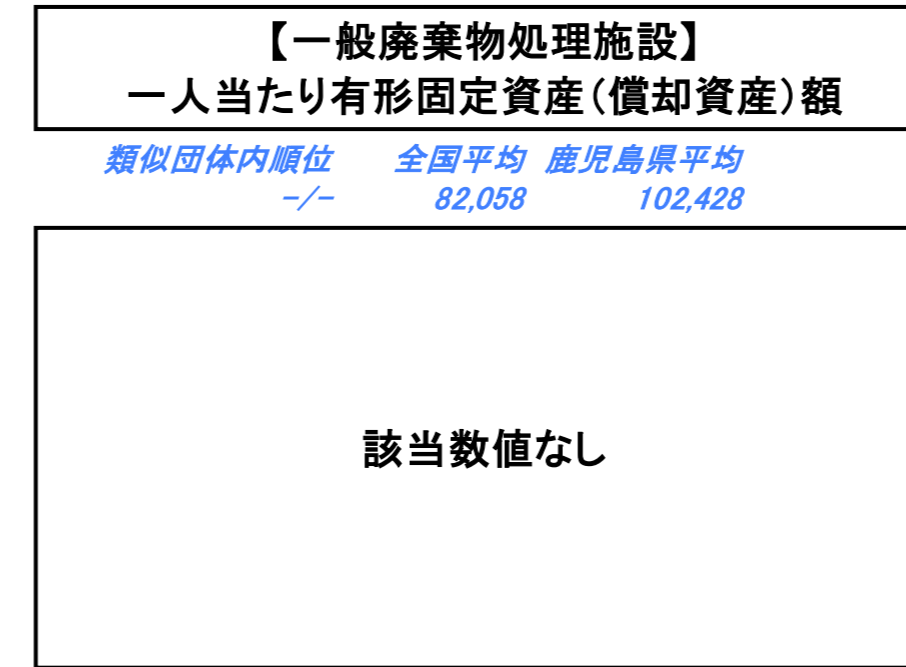 【一般廃棄物処理施設】
一人当たり有形固定資産(償却資産)額
類似団体内順位 全国平均 鹿児島県平均
-/- 82,058 102,428
該当数値なし